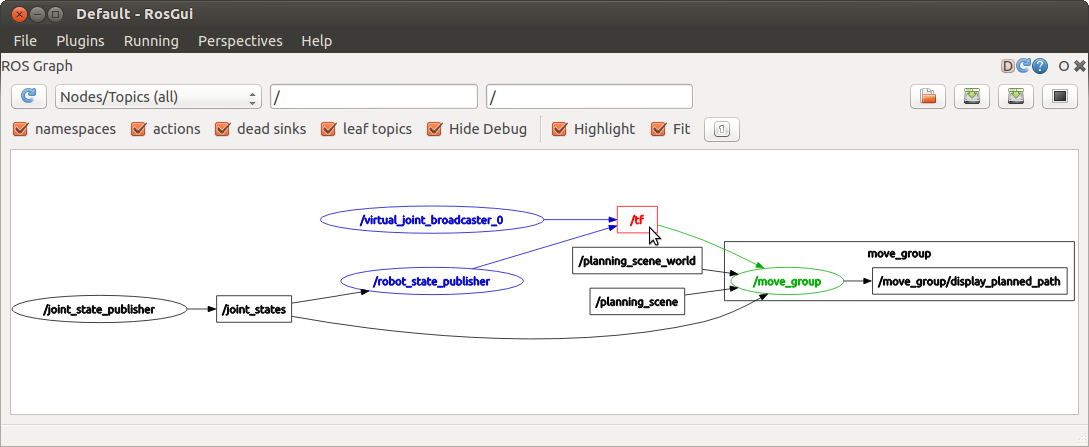 Default - RosGui
File Plugins Running Perspectives Help
ROS Graph
D ? O
Nodes/Topics (all) / /
namespaces actions dead sinks leaf topics Hide Debug Highlight Fit
/virtual_joint_broadcaster_0
/tf
/planning_scene_world
move_group
/robot_state_publisher
/move_group
/move_group/display_planned_path
/planning_scene
/joint_state_publisher
/joint_states